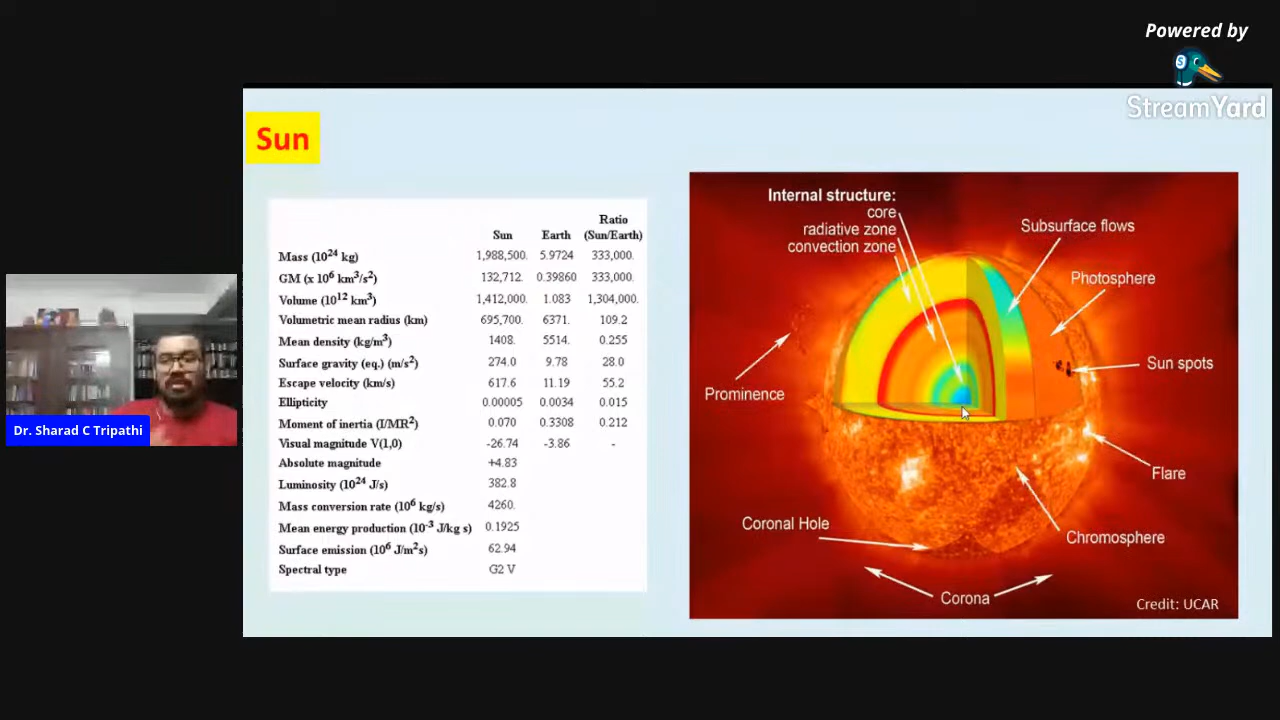 Powered by
StreamYard
Sun
Ratio
Sun Earth (Sun/Earth)
Mass (10²⁴ kg) 1,988,500. 5.9724 333,000.
GM (x 10⁶ km³/s²) 132,712. 0.39860 333,000.
Volume (10¹² km³) 1,412,000. 1.083 1,304,000.
Volumetric mean radius (km) 695,700. 6371. 109.2
Mean density (kg/m³) 1408. 5514. 0.255
Surface gravity (eq.) (m/s²) 274.0 9.78 28.0
Escape velocity (km/s) 617.6 11.19 55.2
Ellipticity 0.00005 0.0034 0.015
Moment of inertia (I/MR²) 0.070 0.3308 0.212
Visual magnitude V(1,0) -26.74 -3.86 -
Absolute magnitude +4.83
Luminosity (10²⁴ J/s) 382.8
Mass conversion rate (10⁶ kg/s) 4260.
Mean energy production (10⁻³ J/kg s) 0.1925
Surface emission (10⁶ J/m²s) 62.94
Spectral type G2 V
Internal structure:
core
radiative zone
convection zone
Subsurface flows
Photosphere
Sun spots
Prominence
Flare
Coronal Hole
Chromosphere
Corona
Credit: UCAR
Dr. Sharad C Tripathi